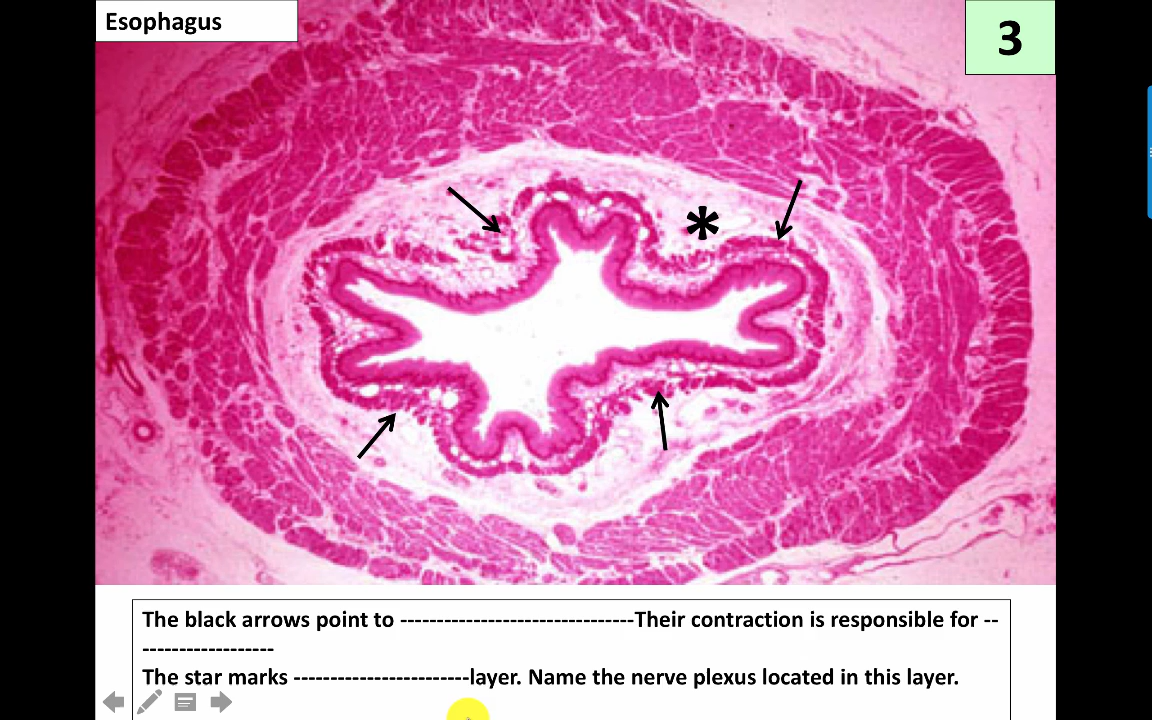 Esophagus
3
*
The black arrows point to --------------------------------Their contraction is responsible for --
------------------
The star marks ------------------------layer. Name the nerve plexus located in this layer.